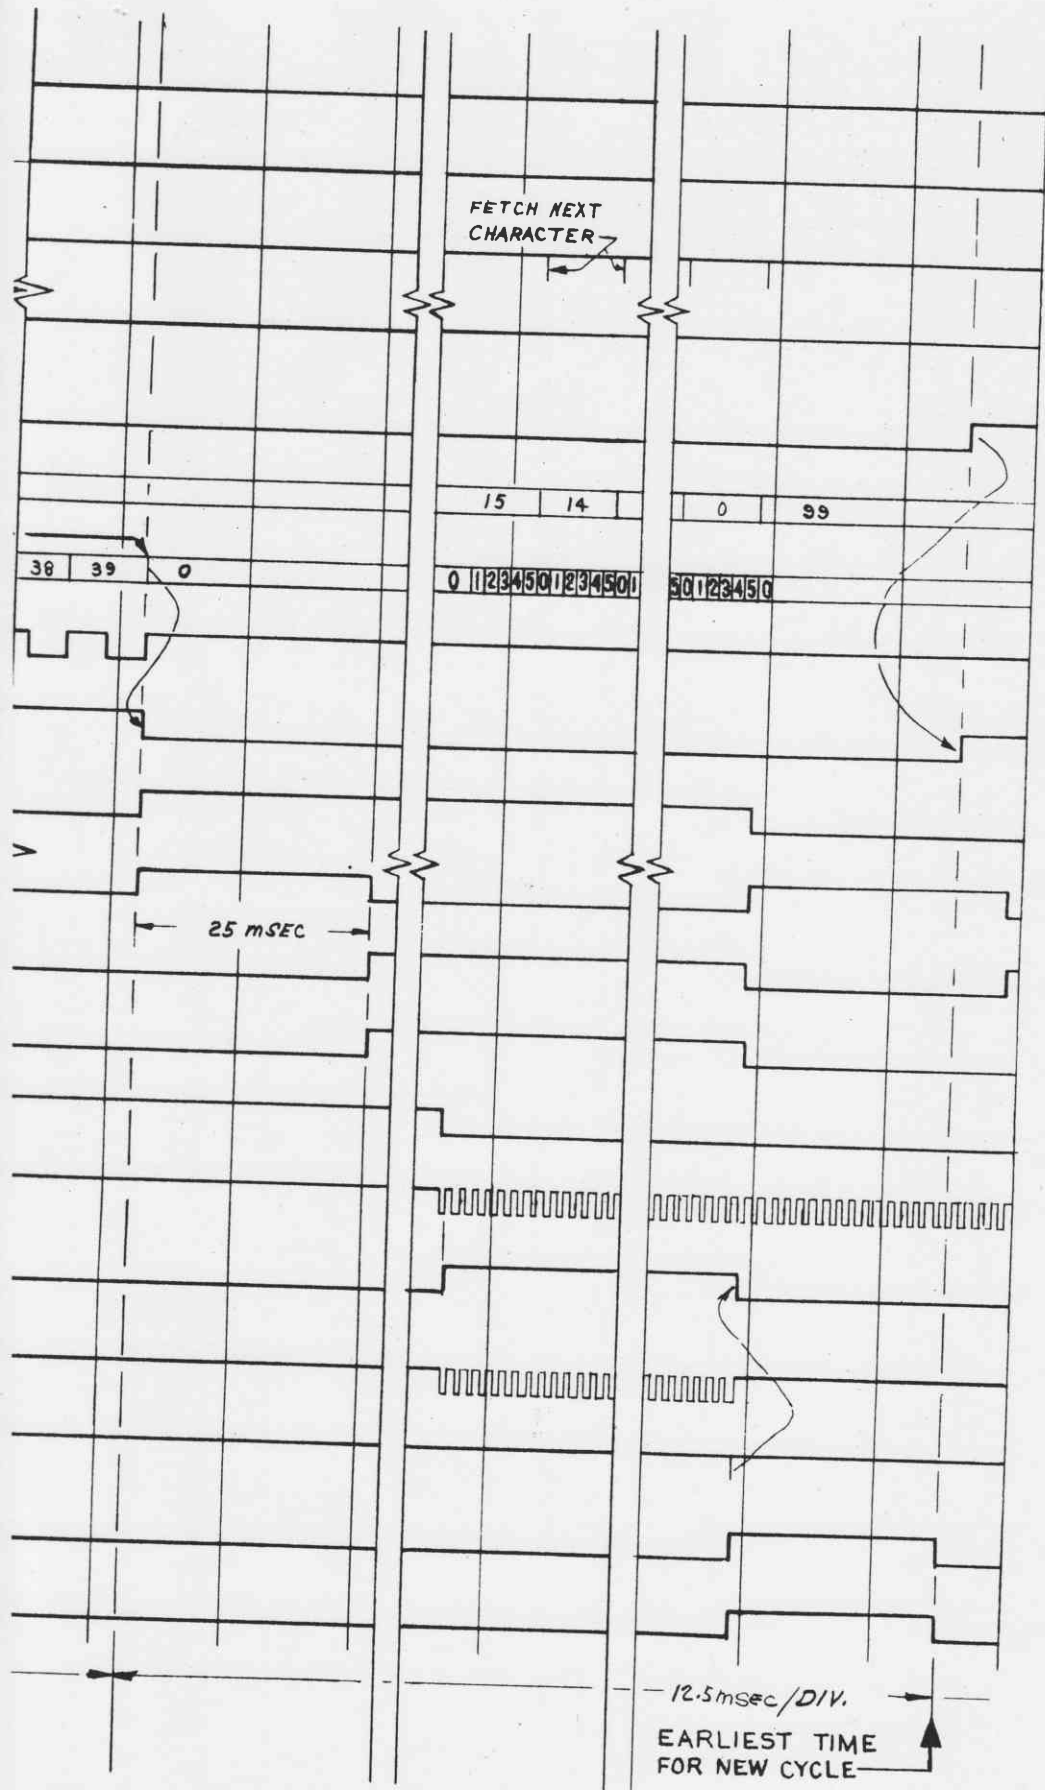 FETCH NEXT
CHARACTER
15 14 0 99
38 39 0
0 1 2 3 4 5 0 1 2 3 4 5 0 1 5 0 1 2 3 4 5 0
25 mSEC
12.5 msec/DIV.
EARLIEST TIME
FOR NEW CYCLE